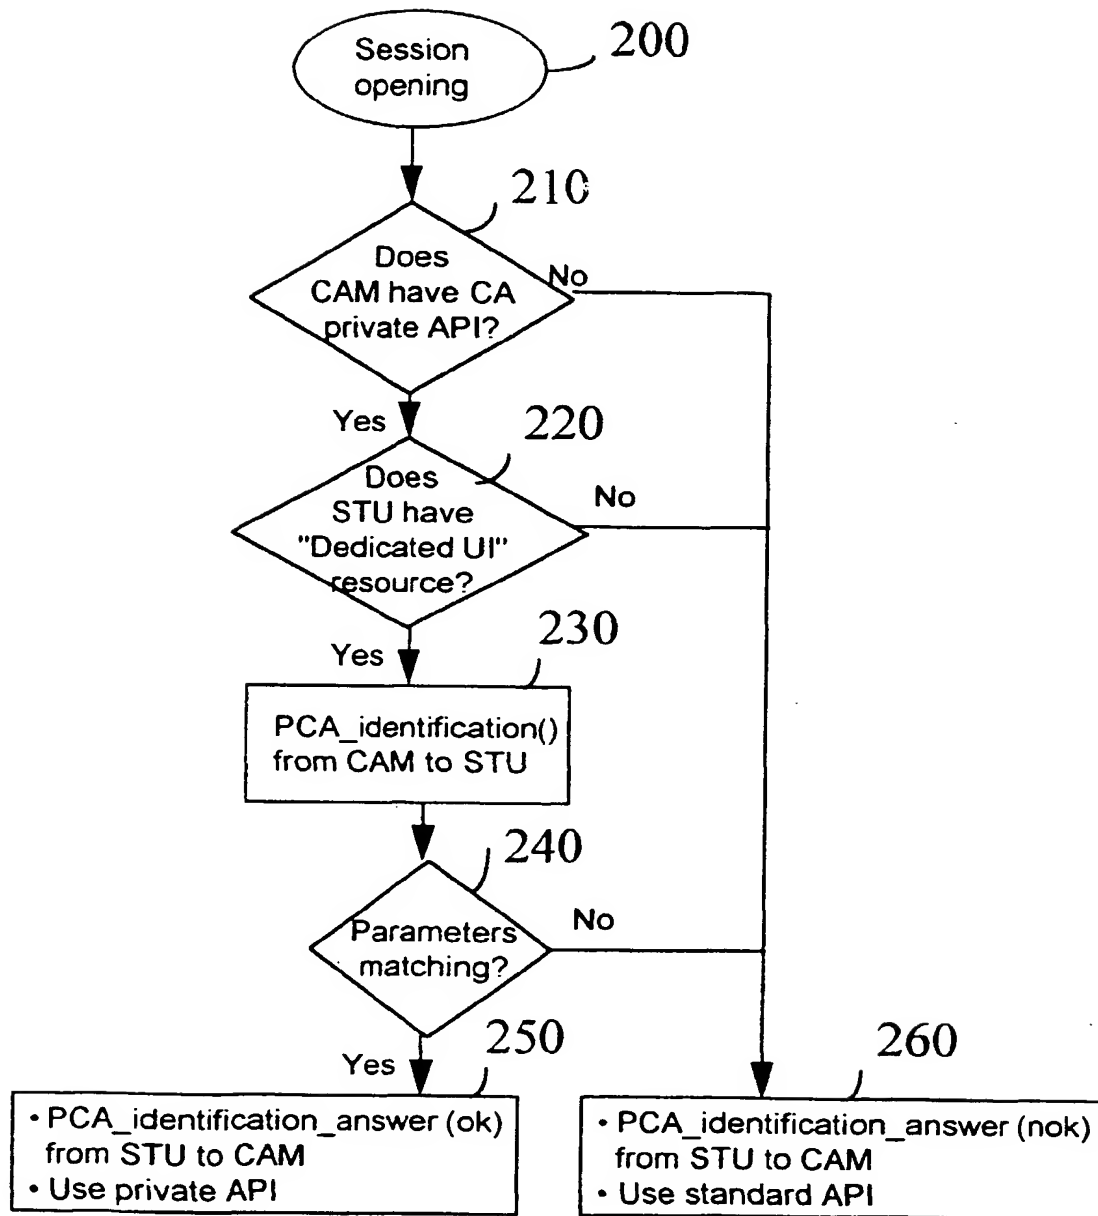 Session
opening
200
210
Does
CAM have CA
private API?
No
Yes
220
Does
STU have
"Dedicated UI"
resource?
No
Yes
230
PCA_identification()
from CAM to STU
240
Parameters
matching?
No
Yes
250
• PCA_identification_answer (ok)
from STU to CAM
• Use private API
260
• PCA_identification_answer (nok)
from STU to CAM
• Use standard API